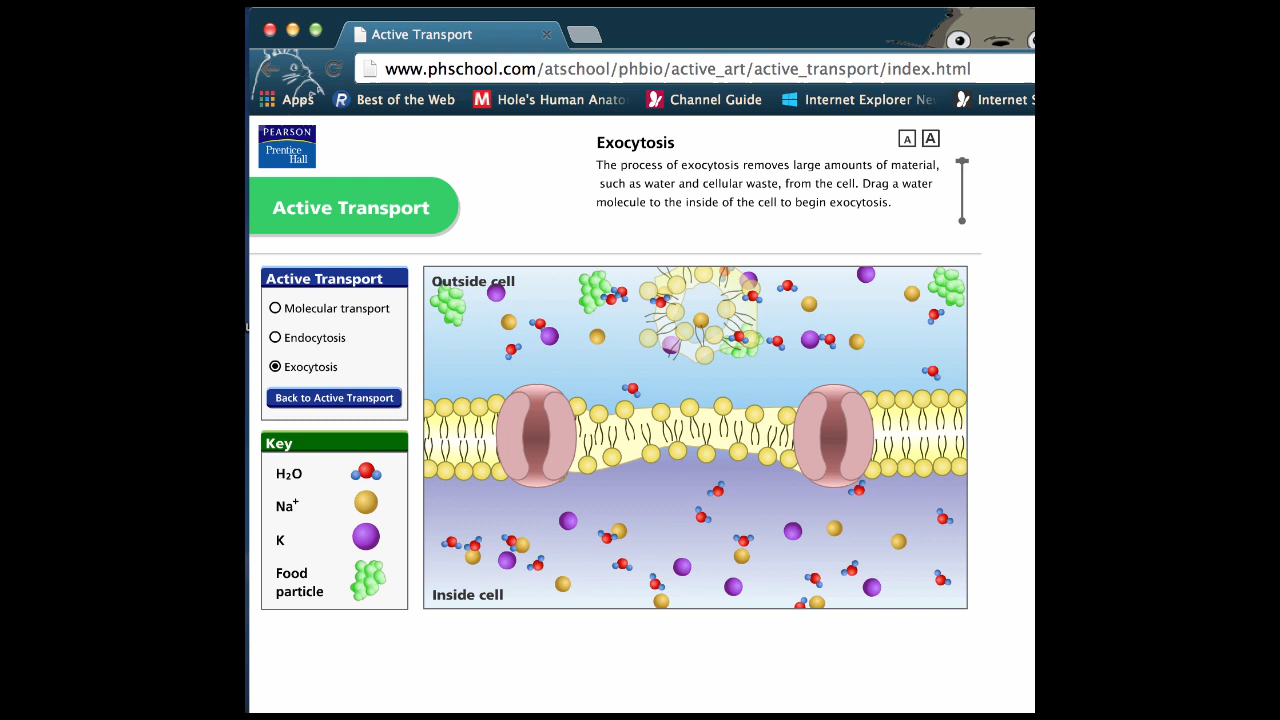 Active Transport
www.phschool.com/atschool/phbio/active_art/active_transport/index.html
Apps
Best of the Web
Hole's Human Anato
Channel Guide
Internet Explorer Ne
Internet S
PEARSON
Prentice
Hall
Active Transport
Exocytosis
A A
The process of exocytosis removes large amounts of material,
such as water and cellular waste, from the cell. Drag a water
molecule to the inside of the cell to begin exocytosis.
Active Transport
Molecular transport
Endocytosis
Exocytosis
Back to Active Transport
Key
H₂O
Na⁺
K
Food
particle
Outside cell
Inside cell